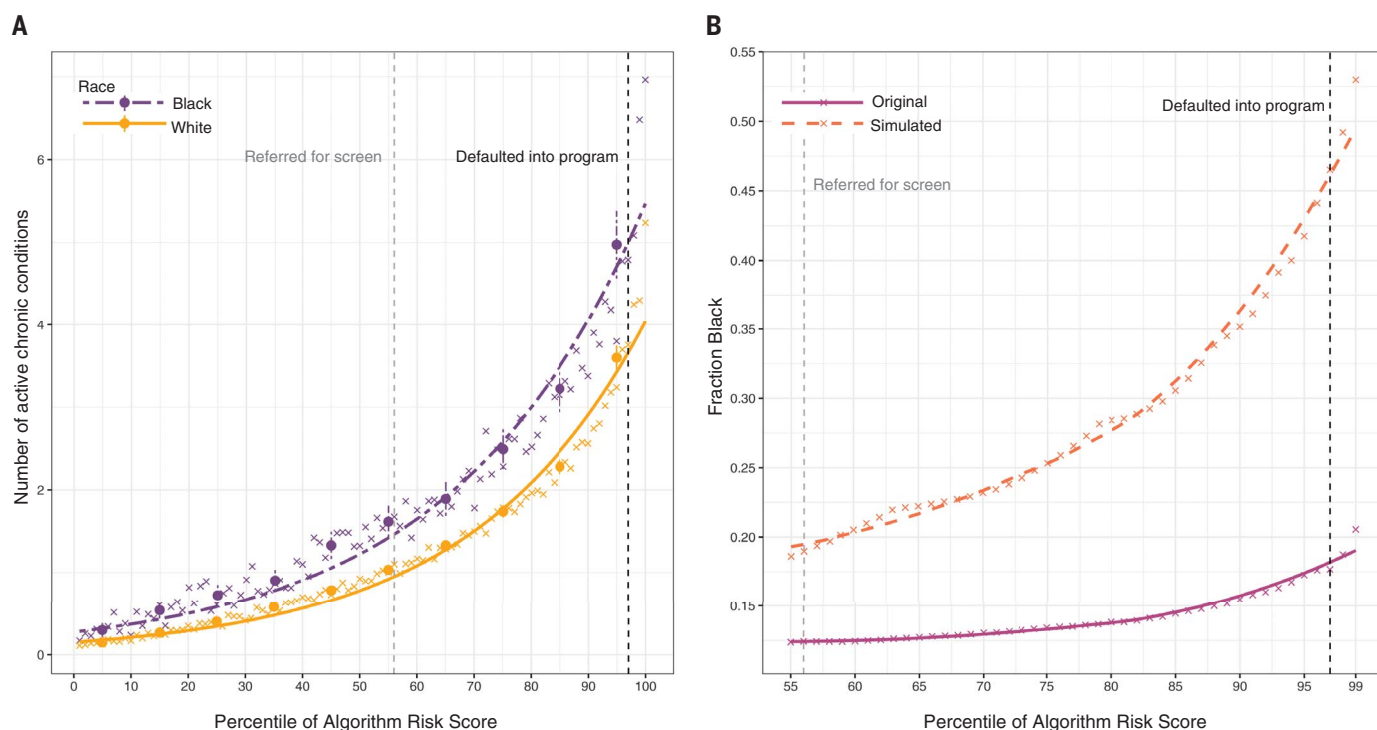 A
Race
Black
White
Referred for screen
Defaulted into program
Number of active chronic conditions
6
4
2
0
0 10 20 30 40 50 60 70 80 90 100
Percentile of Algorithm Risk Score
B
Original
Simulated
Defaulted into program
Referred for screen
Fraction Black
0.55
0.50
0.45
0.40
0.35
0.30
0.25
0.20
0.15
55 60 65 70 75 80 85 90 95 99
Percentile of Algorithm Risk Score